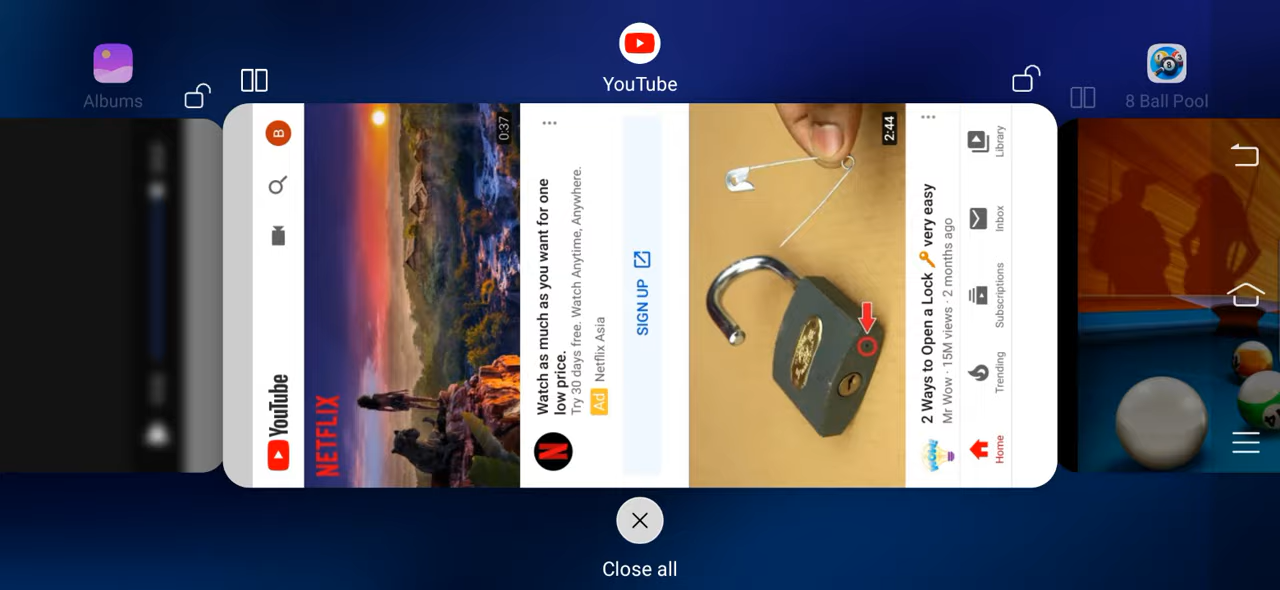 YouTube
Albums
8 Ball Pool
B
YouTube
NETFLIX
0:37
Watch as much as you want for one
low price.
Try 30 days free. Watch Anytime, Anywhere.
Ad Netflix Asia
N
SIGN UP
2:44
2 Ways to Open a Lock 🔑 very easy
Mr Wow · 15M views · 2 months ago
WOW
Home
Trending
Subscriptions
Inbox
Library
Close all